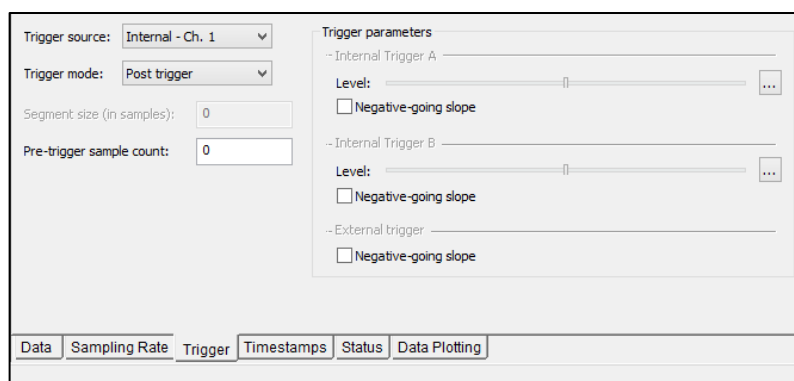 Trigger source: Internal - Ch. 1
Trigger mode: Post trigger
Segment size (in samples): 0
Pre-trigger sample count: 0
Trigger parameters
Internal Trigger A
Level: ...
Negative-going slope
Internal Trigger B
Level: ...
Negative-going slope
External trigger
Negative-going slope
Data Sampling Rate Trigger Timestamps Status Data Plotting